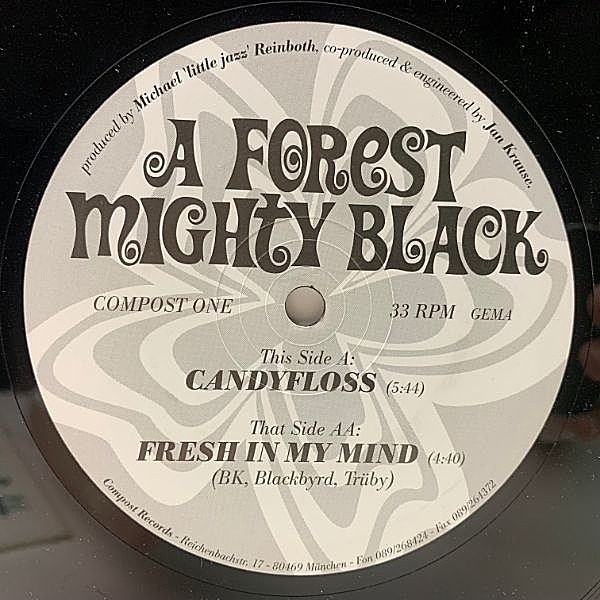 produced by Michael 'little jazz' Reinboth, co-produced & engineered by Jan Krause.
A FOREST
MIGHTY BLACK
COMPOST ONE 33 RPM GEMA
This Side A:
CANDYFLOSS (5:44)
That Side AA:
FRESH IN MY MIND (4:40)
(BK, Blackbyrd, Trüby)
Compost Records - Reichenbachstr. 17 - 80469 München - Fon 089/268424 - Fax 089/264372